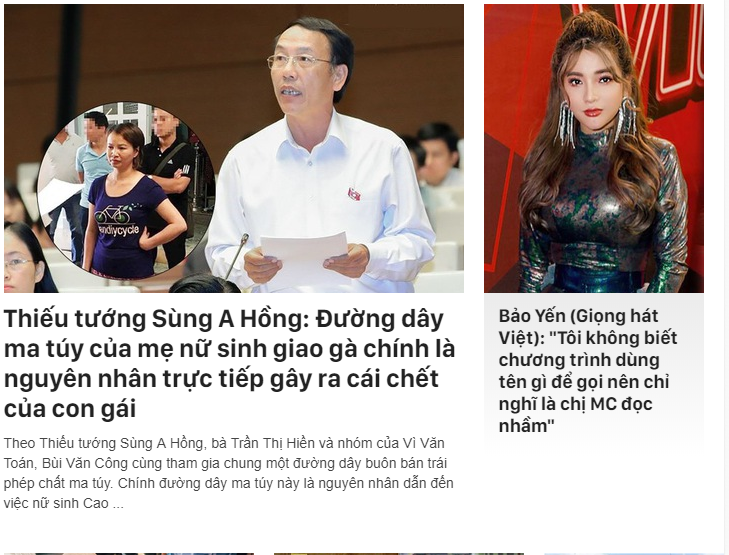 ndiycycle
Thiếu tướng Sùng A Hồng: Đường dây
ma túy của mẹ nữ sinh giao gà chính là
nguyên nhân trực tiếp gây ra cái chết
của con gái
Theo Thiếu tướng Sùng A Hồng, bà Trần Thị Hiền và nhóm của Vì Văn
Toán, Bùi Văn Công cùng tham gia chung một đường dây buôn bán trái
phép chất ma túy. Chính đường dây ma túy này là nguyên nhân dẫn đến
việc nữ sinh Cao ...
Bảo Yến (Giọng hát
Việt): "Tôi không biết
chương trình dùng
tên gì để gọi nên chỉ
nghĩ là chị MC đọc
nhầm"